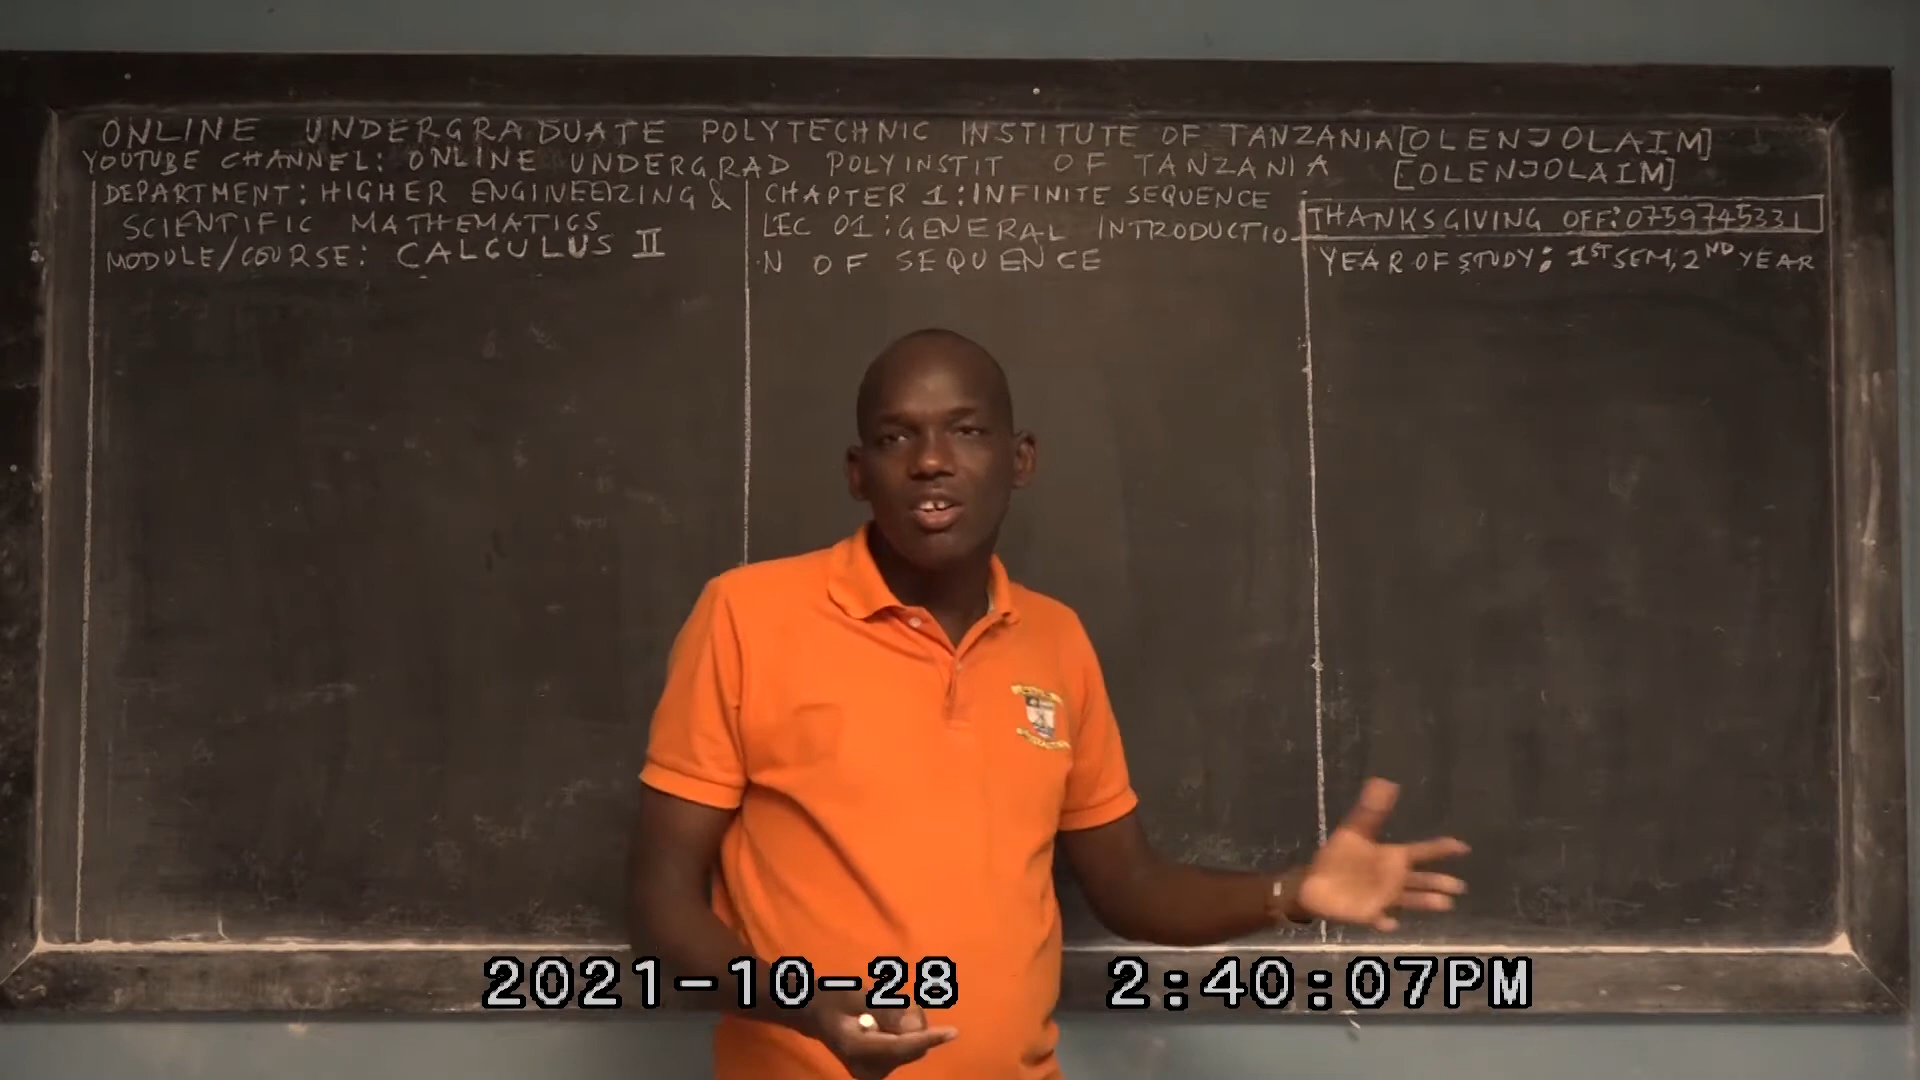 ONLINE UNDERGRADUATE POLYTECHNIC INSTITUTE OF TANZANIA[OLENJOLAIM]
YOUTUBE CHANNEL: ONLINE UNDERGRAD POLYINSTIT OF TANZANIA [OLENJOLAIM]
DEPARTMENT: HIGHER ENGINEERING &
SCIENTIFIC MATHEMATICS
MODULE/COURSE: CALCULUS II
CHAPTER 1: INFINITE SEQUENCE
LEC 01: GENERAL INTRODUCTIO
N OF SEQUENCE
THANKSGIVING OFF: 0759745331
YEAR OF STUDY: 1ST SEM, 2ND YEAR
2021-10-28 2:40:07PM